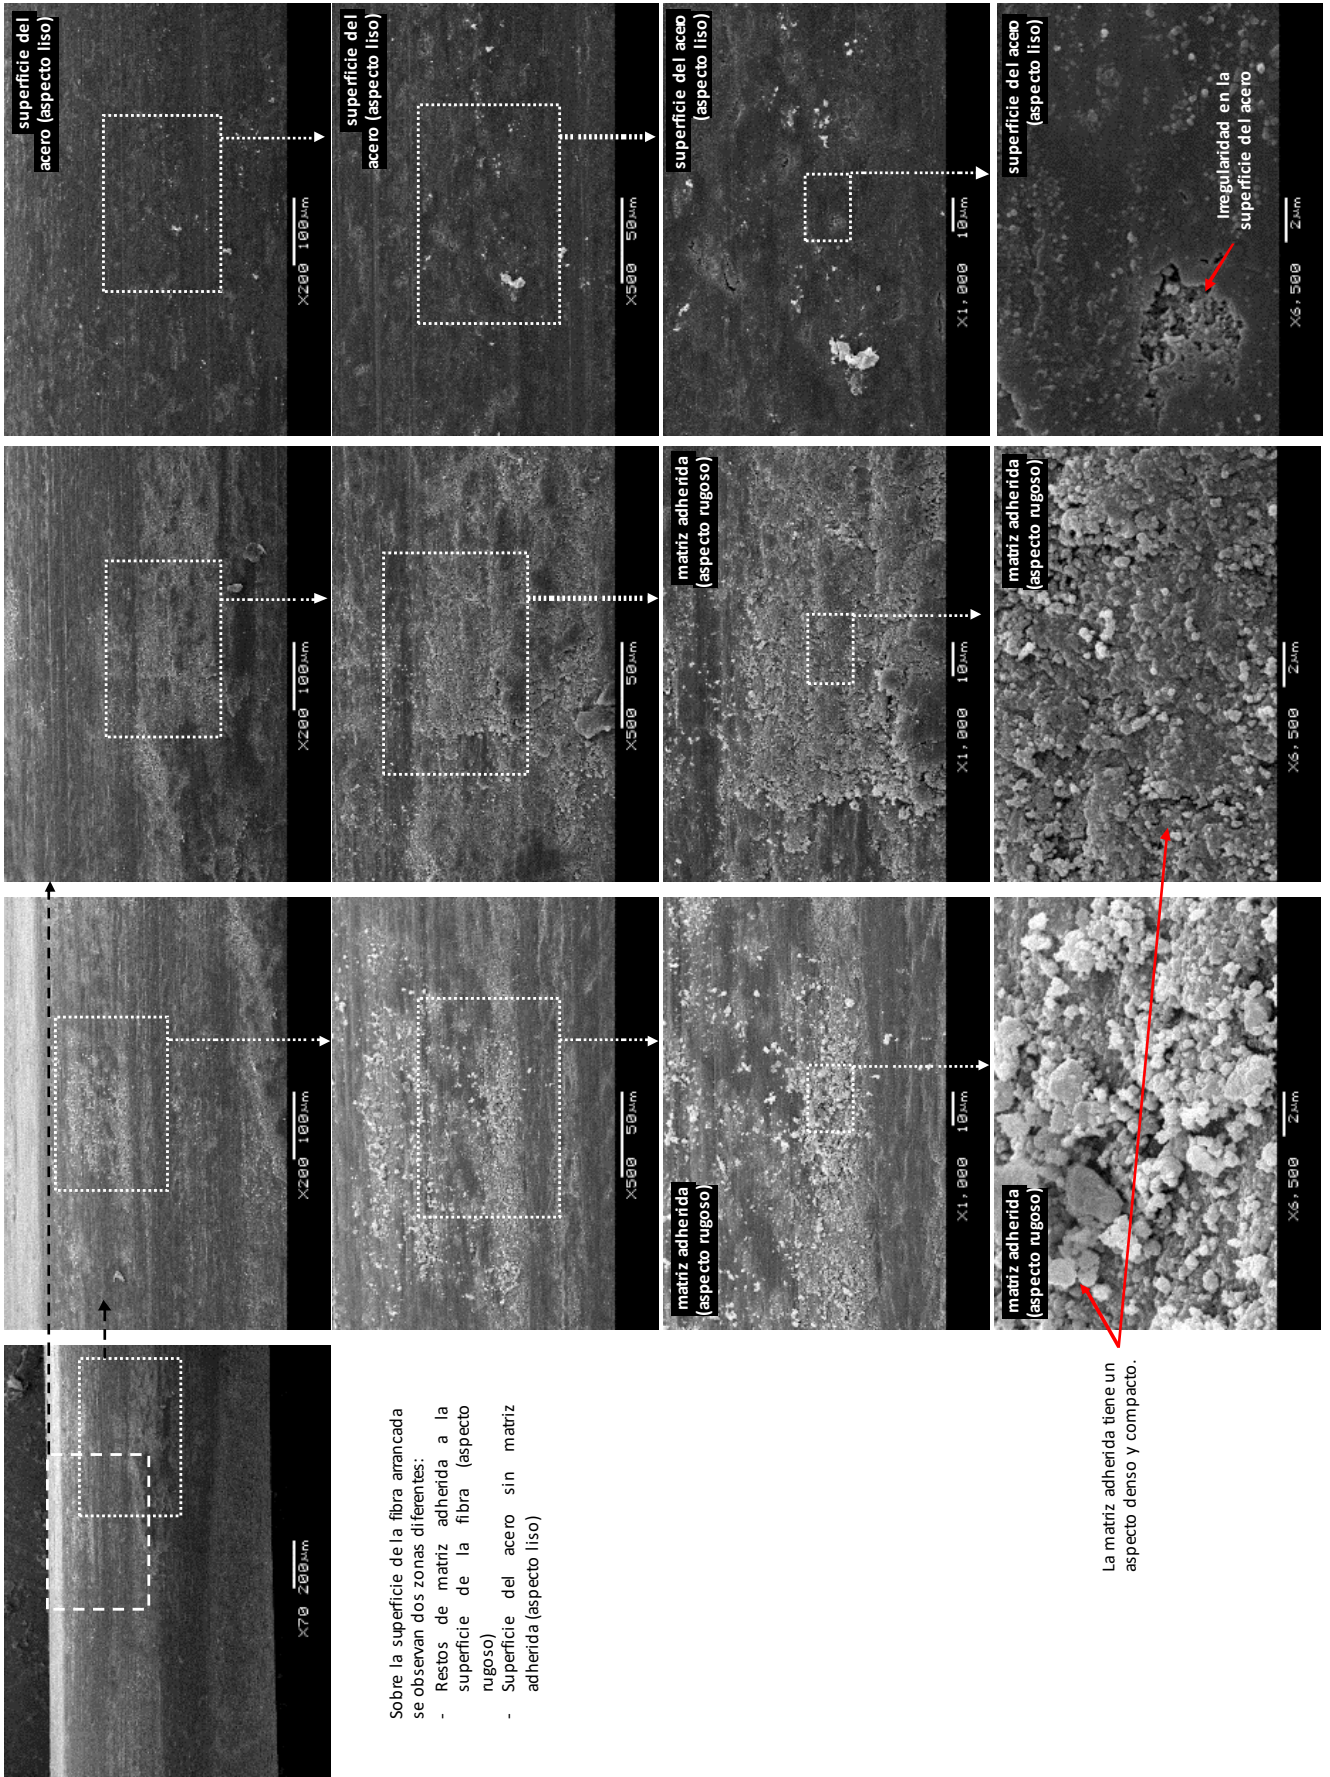 X70 200µm
X200 100µm
X200 100µm
superficie del
acero (aspecto liso)
X200 100µm
Sobre la superficie de la fibra arrancada
se observan dos zonas diferentes:
- Restos de matriz adherida a la
superficie de la fibra (aspecto
rugoso)
- Superficie del acero sin matriz
adherida (aspecto liso)
X500 50µm
X500 50µm
superficie del
acero (aspecto liso)
X500 50µm
matriz adherida
(aspecto rugoso)
X1,000 10µm
matriz adherida
(aspecto rugoso)
X1,000 10µm
superficie del acero
(aspecto liso)
X1,000 10µm
La matriz adherida tiene un
aspecto denso y compacto.
matriz adherida
(aspecto rugoso)
X6,500 2µm
matriz adherida
(aspecto rugoso)
X6,500 2µm
superficie del acero
(aspecto liso)
Irregularidad en la
superficie del acero
X6,500 2µm